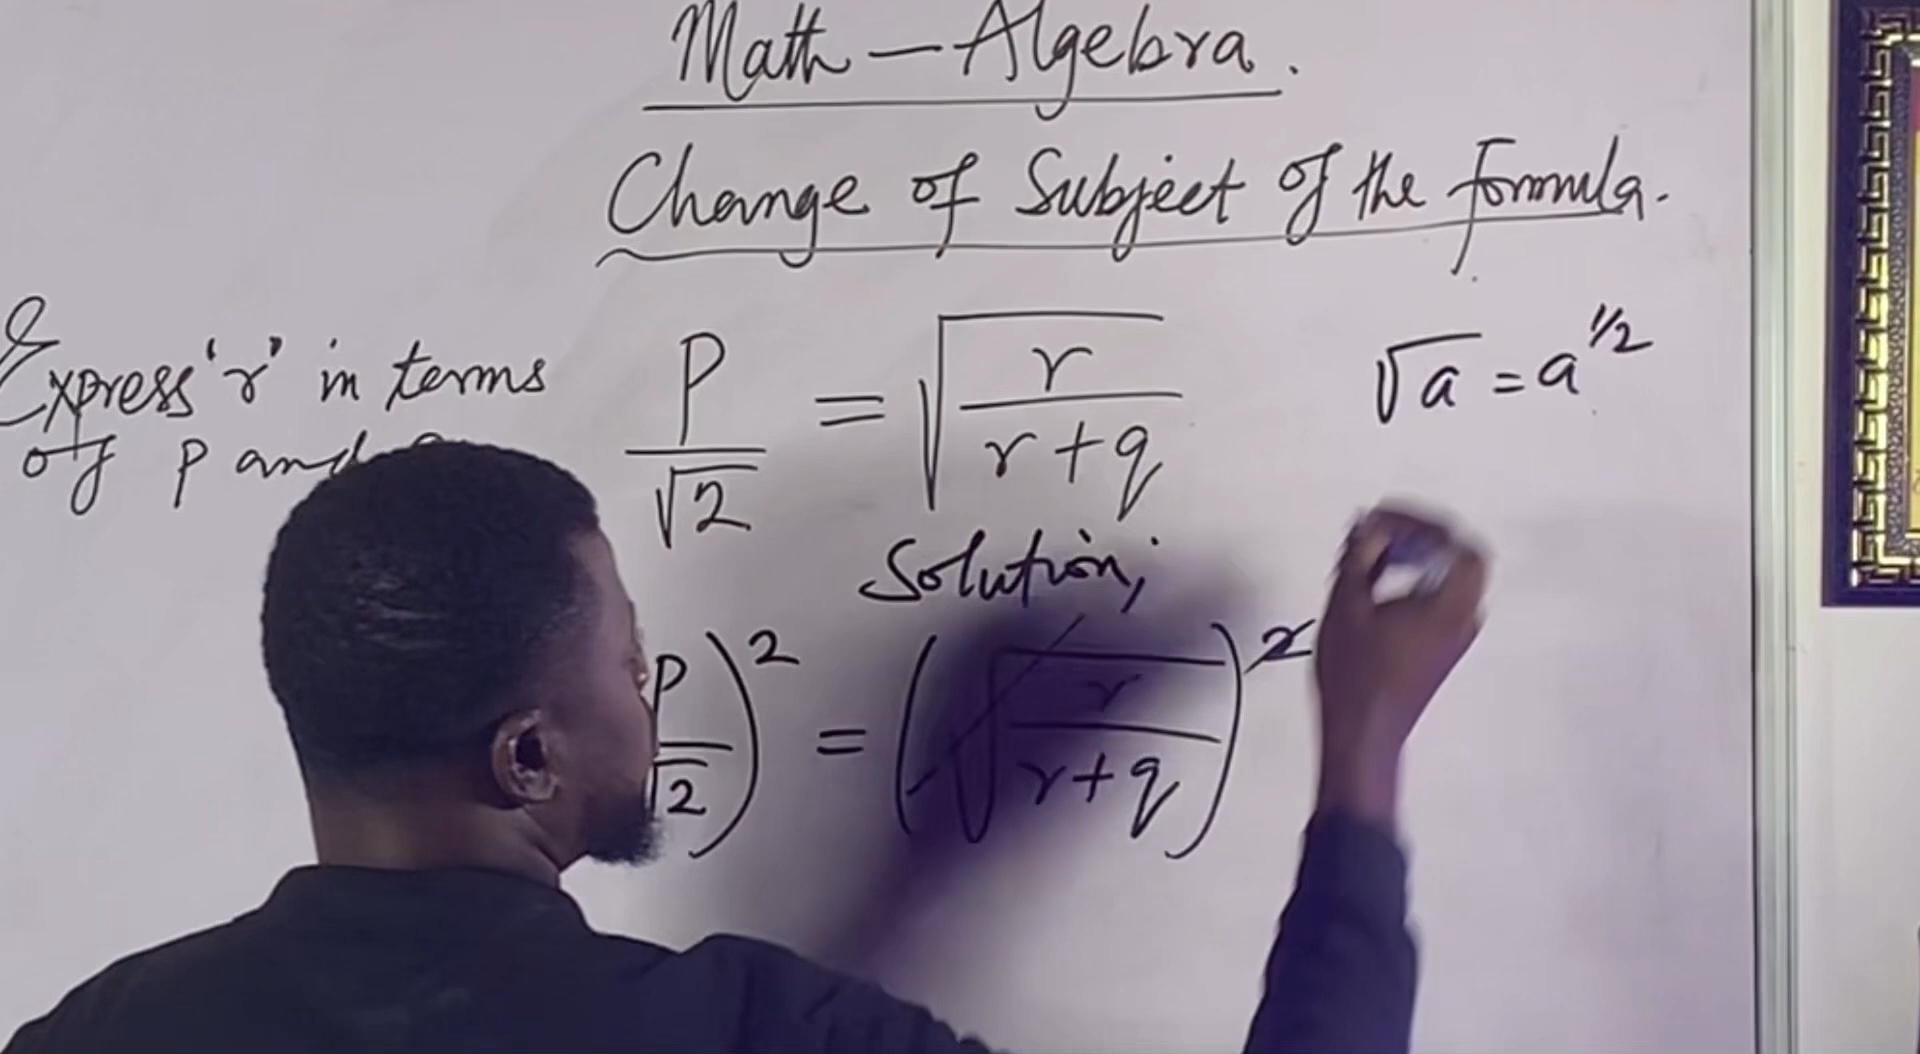 Math – Algebra.
Change of Subject of the formula.
Express 'r' in terms
of P and
P/√2 = √(r/(r+q))
√a = a^1/2
Solution;
(P/√2)² = (√(r/(r+q)))²